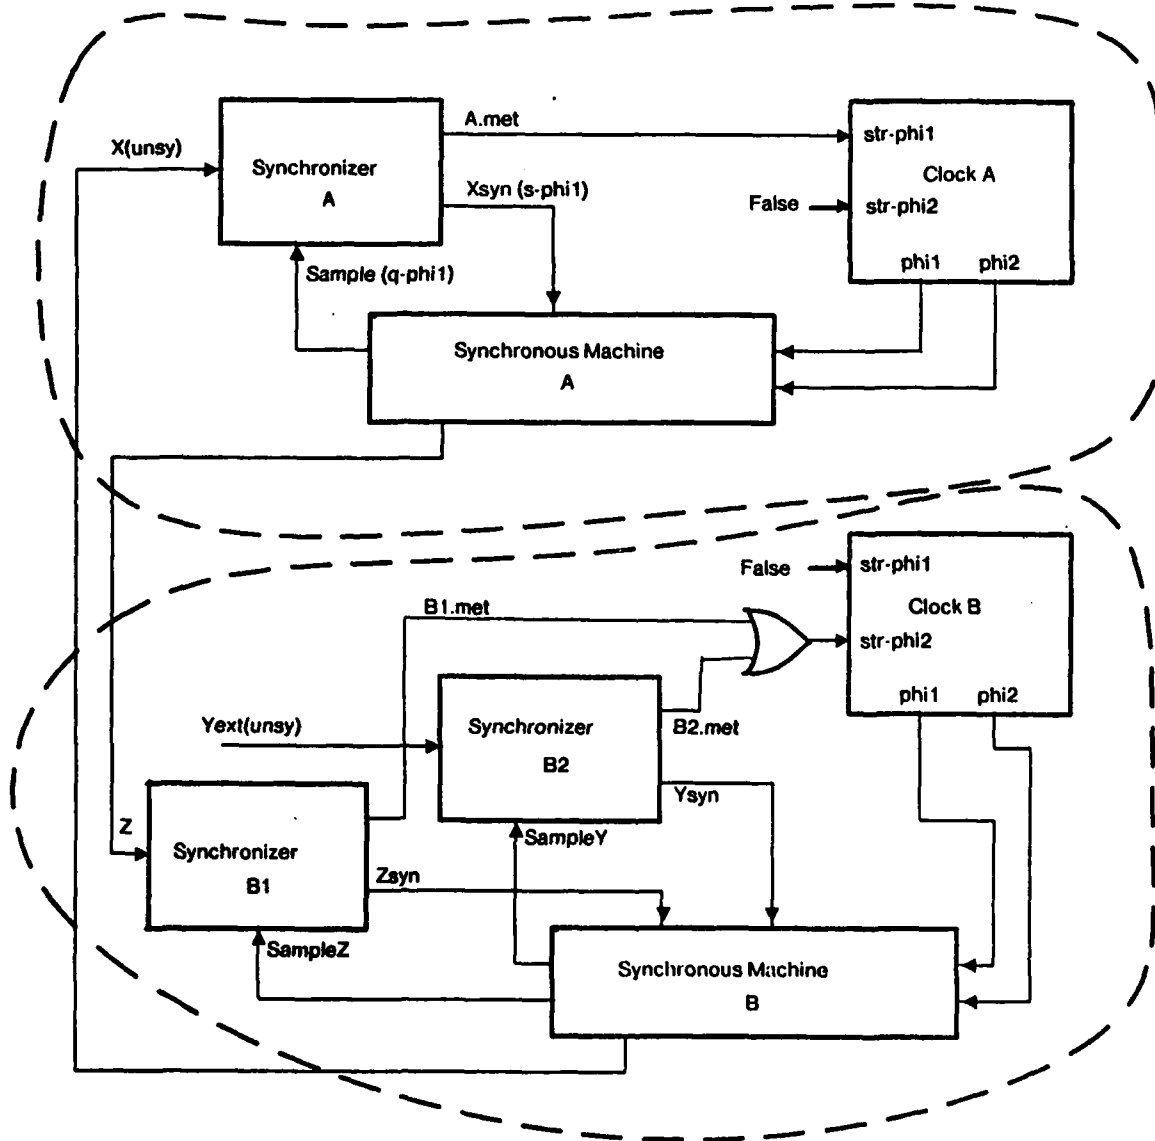 A.met
str-phi1
X(unsy)
Synchronizer
A
Clock A
Xsyn (s-phi1)
False
str-phi2
phi1
phi2
Sample (q-phi1)
Synchronous Machine
A
False
str-phi1
B1.met
Clock B
str-phi2
phi1
phi2
Yext(unsy)
Synchronizer
B2
B2.met
Ysyn
Z
SampleY
Synchronizer
B1
Zsyn
SampleZ
Synchronous Machine
B